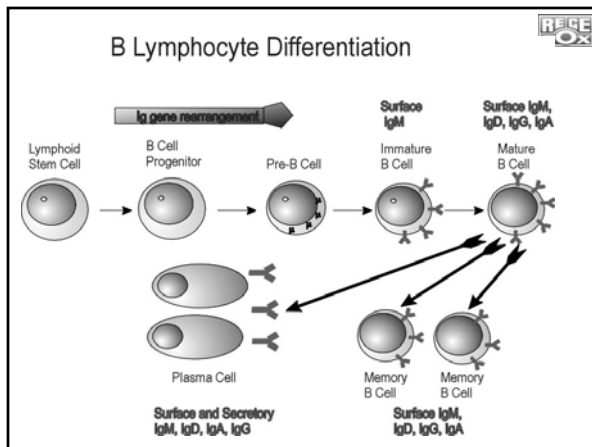 REGE
Ox
B Lymphocyte Differentiation
Ig gene rearrangement
Surface
IgM
Surface IgM,
IgD, IgG, IgA
Lymphoid
Stem Cell
B Cell
Progenitor
Pre-B Cell
Immature
B Cell
Mature
B Cell
μ
μ
μ
μ
Plasma Cell
Memory
B Cell
Memory
B Cell
Surface and Secretory
IgM, IgD, IgA, IgG
Surface IgM,
IgD, IgG, IgA